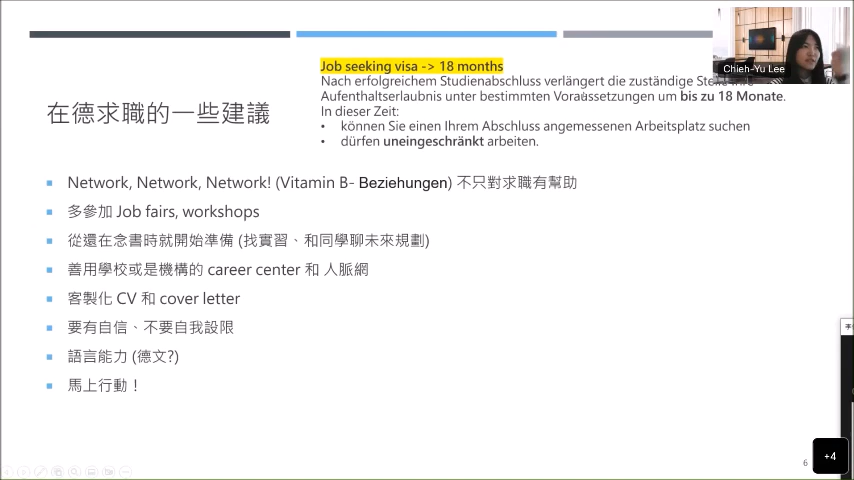 Job seeking visa -> 18 months
Nach erfolgreichem Studienabschluss verlängert die zuständige
Aufenthaltserlaubnis unter bestimmten Voraussetzungen um bis zu 18 Monate.
In dieser Zeit:
• können Sie einen Ihrem Abschluss angemessenen Arbeitsplatz suchen
• dürfen uneingeschränkt arbeiten.
Chieh-Yu Lee
在德求職的一些建議
Network, Network, Network! (Vitamin B- Beziehungen) 不只對求職有幫助
多參加 Job fairs, workshops
從還在念書時就開始準備 (找實習、和同學聊未來規劃)
善用學校或是機構的 career center 和 人脈網
客製化 CV 和 cover letter
要有自信、不要自我設限
語言能力 (德文?)
馬上行動！
6
+4